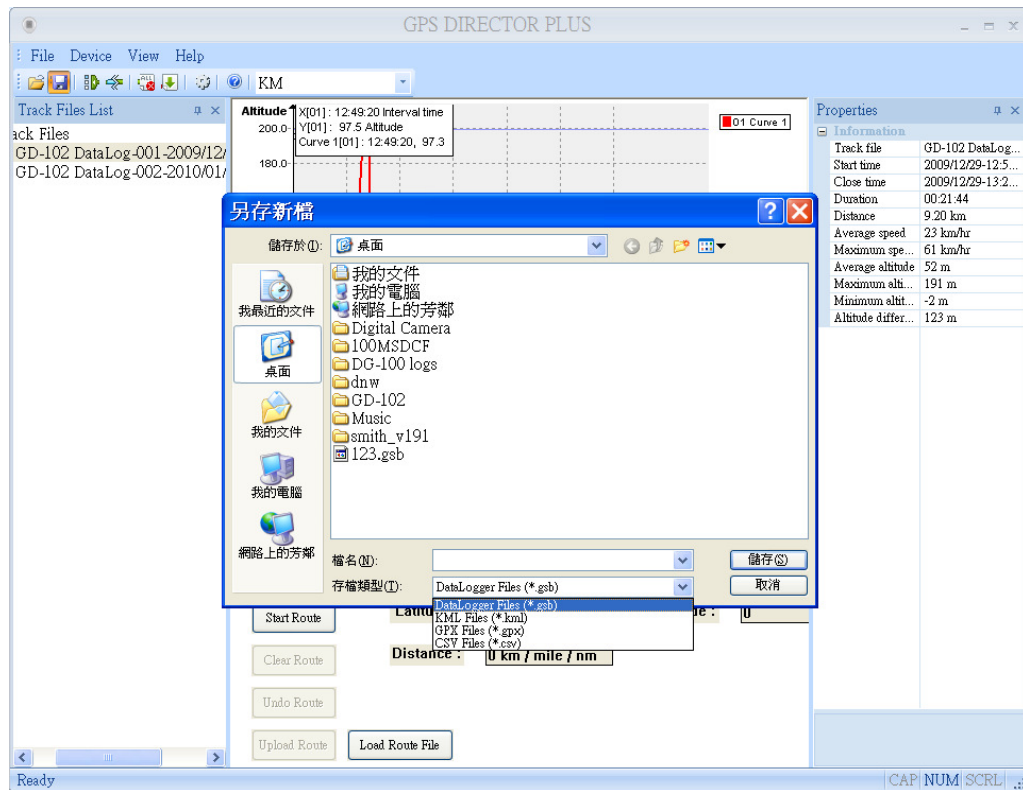 GPS DIRECTOR PLUS
File Device View Help
KM
Track Files List
ack Files
GD-102 DataLog-001-2009/12/
GD-102 DataLog-002-2010/01/
Altitude
X[01] : 12:49:20 Interval time
Y[01] : 97.5 Altitude
Curve 1[01] : 12:49:20, 97.3
200.0
180.0
01 Curve 1
Properties
Information
Track file GD-102 DataLog...
Start time 2009/12/29-12:5...
Close time 2009/12/29-13:2...
Duration 00:21:44
Distance 9.20 km
Average speed 23 km/hr
Maximum spe... 61 km/hr
Average altitude 52 m
Maximum alti... 191 m
Minimum altit... -2 m
Altitude differ... 123 m
另存新檔
儲存於(I): 桌面
我最近的文件
桌面
我的文件
我的電腦
網路上的芳鄰
我的文件
我的電腦
網路上的芳鄰
Digital Camera
100MSDCF
DG-100 logs
dnw
GD-102
Music
smith_v191
123.gsb
檔名(N):
儲存(S)
存檔類型(T): DataLogger Files (*.gsb)
取消
DataLogger Files (*.gsb)
KML Files (*.kml)
GPX Files (*.gpx)
CSV Files (*.csv)
Start Route
Latitu
e : 0
Clear Route
Distance : 0 km / mile / nm
Undo Route
Upload Route
Load Route File
Ready
CAP NUM SCRL